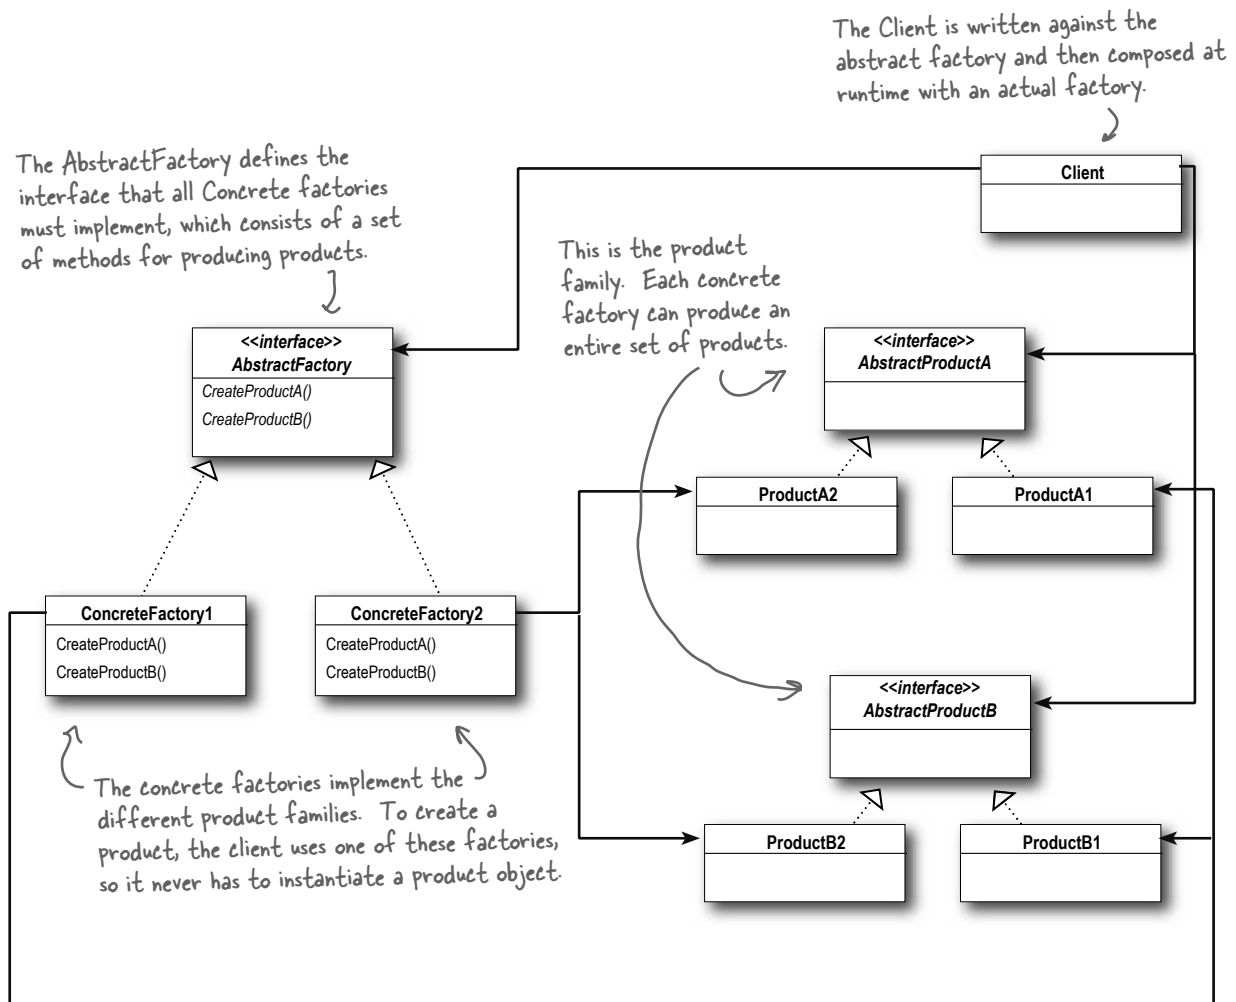 The Client is written against the
abstract factory and then composed at
runtime with an actual factory.
The AbstractFactory defines the
interface that all Concrete factories
must implement, which consists of a set
of methods for producing products.
Client
This is the product
family. Each concrete
factory can produce an
entire set of products.
<<interface>>
AbstractFactory
CreateProductA()
CreateProductB()
<<interface>>
AbstractProductA
ProductA2
ProductA1
ConcreteFactory1
CreateProductA()
CreateProductB()
ConcreteFactory2
CreateProductA()
CreateProductB()
<<interface>>
AbstractProductB
The concrete factories implement the
different product families. To create a
product, the client uses one of these factories,
so it never has to instantiate a product object.
ProductB2
ProductB1